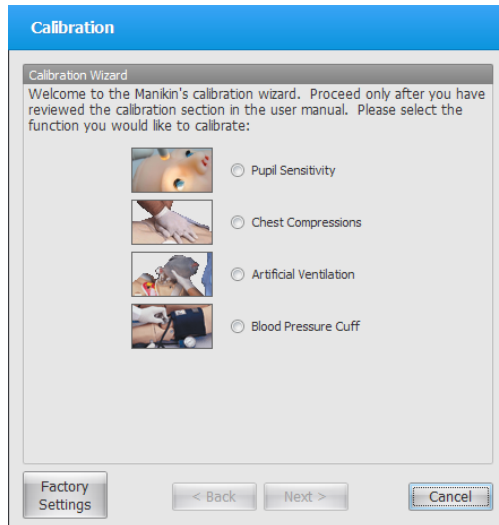 Calibration
Calibration Wizard
Welcome to the Manikin's calibration wizard.  Proceed only after you have
reviewed the calibration section in the user manual.  Please select the
function you would like to calibrate:
Pupil Sensitivity
Chest Compressions
Artificial Ventilation
Blood Pressure Cuff
Factory
Settings
< Back
Next >
Cancel